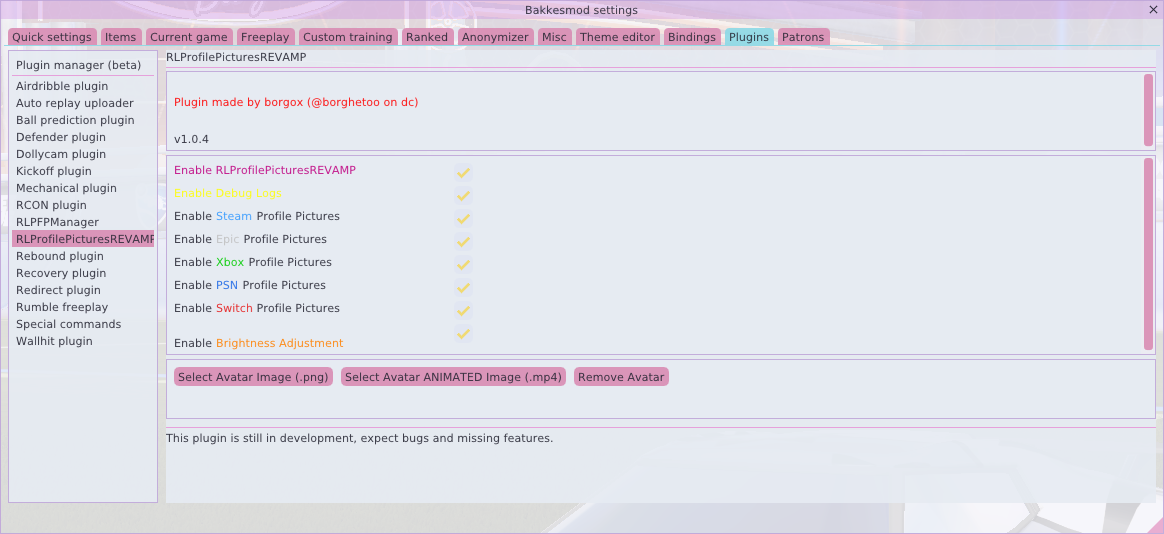 Bakkesmod settings
Quick settings Items Current game Freeplay Custom training Ranked Anonymizer Misc Theme editor Bindings Plugins Patrons
Plugin manager (beta)
Airdribble plugin
Auto replay uploader
Ball prediction plugin
Defender plugin
Dollycam plugin
Kickoff plugin
Mechanical plugin
RCON plugin
RLPFPManager
RLProfilePicturesREVAMP
Rebound plugin
Recovery plugin
Redirect plugin
Rumble freeplay
Special commands
Wallhit plugin
RLProfilePicturesREVAMP
Plugin made by borgox (@borghetoo on dc)
v1.0.4
Enable RLProfilePicturesREVAMP
Enable Debug Logs
Enable Steam Profile Pictures
Enable Epic Profile Pictures
Enable Xbox Profile Pictures
Enable PSN Profile Pictures
Enable Switch Profile Pictures
Enable Brightness Adjustment
Select Avatar Image (.png) Select Avatar ANIMATED Image (.mp4) Remove Avatar
This plugin is still in development, expect bugs and missing features.